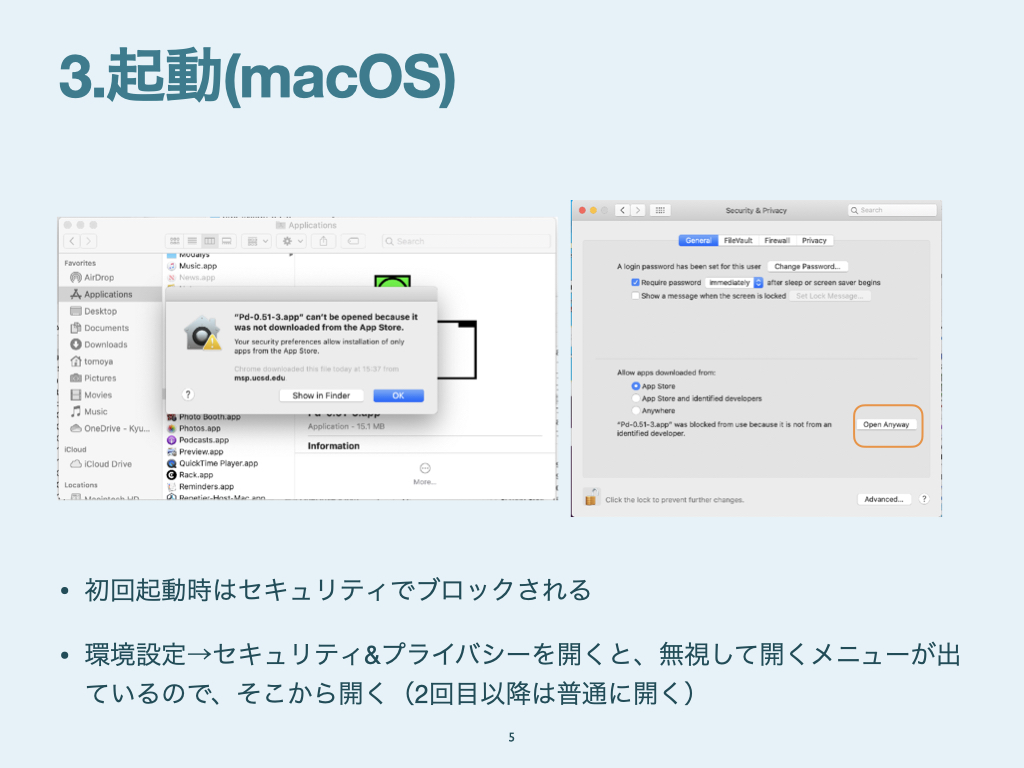 3.起動(macOS)
Applications
Search
Favorites
AirDrop
Applications
Desktop
Documents
Downloads
tomoya
Pictures
Movies
Music
OneDrive - Kyu...
iCloud
iCloud Drive
Locations
Macintosh HD
Modalys
Music.app
News.app
"Pd-0.51-3.app" can't be opened because it
was not downloaded from the App Store.
Your security preferences allow installation of only
apps from the App Store.
Chrome downloaded this file today at 15:37 from
msp.ucsd.edu
?
Show in Finder
OK
Photo Booth.app
Photos.app
Podcasts.app
Preview.app
QuickTime Player.app
Rack.app
Reminders.app
Repetier-Host-Mac.app
Pd-0.51-3.app
Application - 15.1 MB
Information
More...
Security & Privacy
Search
General FileVault Firewall Privacy
A login password has been set for this user Change Password...
Require password immediately after sleep or screen saver begins
Show a message when the screen is locked Set Lock Message...
Allow apps downloaded from:
App Store
App Store and identified developers
Anywhere
"Pd-0.51-3.app" was blocked from use because it is not from an
identified developer.
Open Anyway
Click the lock to prevent further changes.
Advanced...
?
• 初回起動時はセキュリティでブロックされる
• 環境設定→セキュリティ&プライバシーを開くと、無視して開くメニューが出
ているので、そこから開く（2回目以降は普通に開く）
5